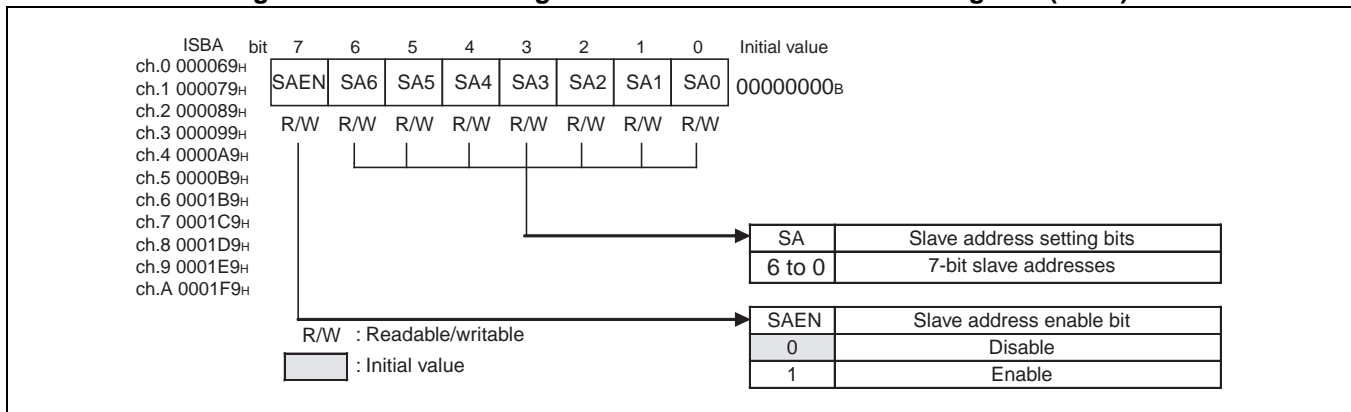 ISBA bit 7 6 5 4 3 2 1 0 Initial value
ch.0 000069H
ch.1 000079H
ch.2 000089H
ch.3 000099H
ch.4 0000A9H
ch.5 0000B9H
ch.6 0001B9H
ch.7 0001C9H
ch.8 0001D9H
ch.9 0001E9H
ch.A 0001F9H
SAEN SA6 SA5 SA4 SA3 SA2 SA1 SA0 00000000B
R/W R/W R/W R/W R/W R/W R/W R/W
SA Slave address setting bits
6 to 0 7-bit slave addresses
SAEN Slave address enable bit
0 Disable
1 Enable
R/W : Readable/writable
: Initial value